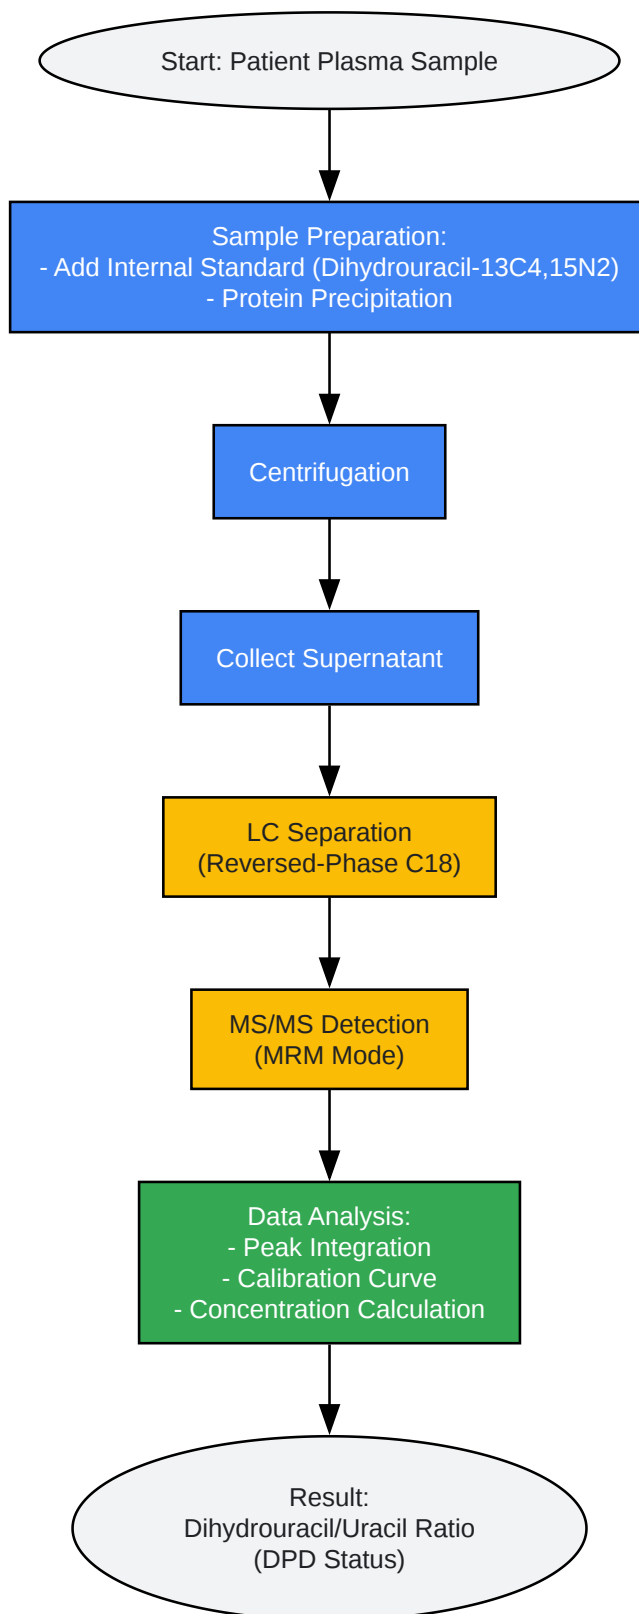 Start: Patient Plasma Sample
Sample Preparation:
- Add Internal Standard (Dihydrouracil-13C4,15N2)
- Protein Precipitation
Centrifugation
Collect Supernatant
LC Separation
(Reversed-Phase C18)
MS/MS Detection
(MRM Mode)
Data Analysis:
- Peak Integration
- Calibration Curve
- Concentration Calculation
Result:
Dihydrouracil/Uracil Ratio
(DPD Status)